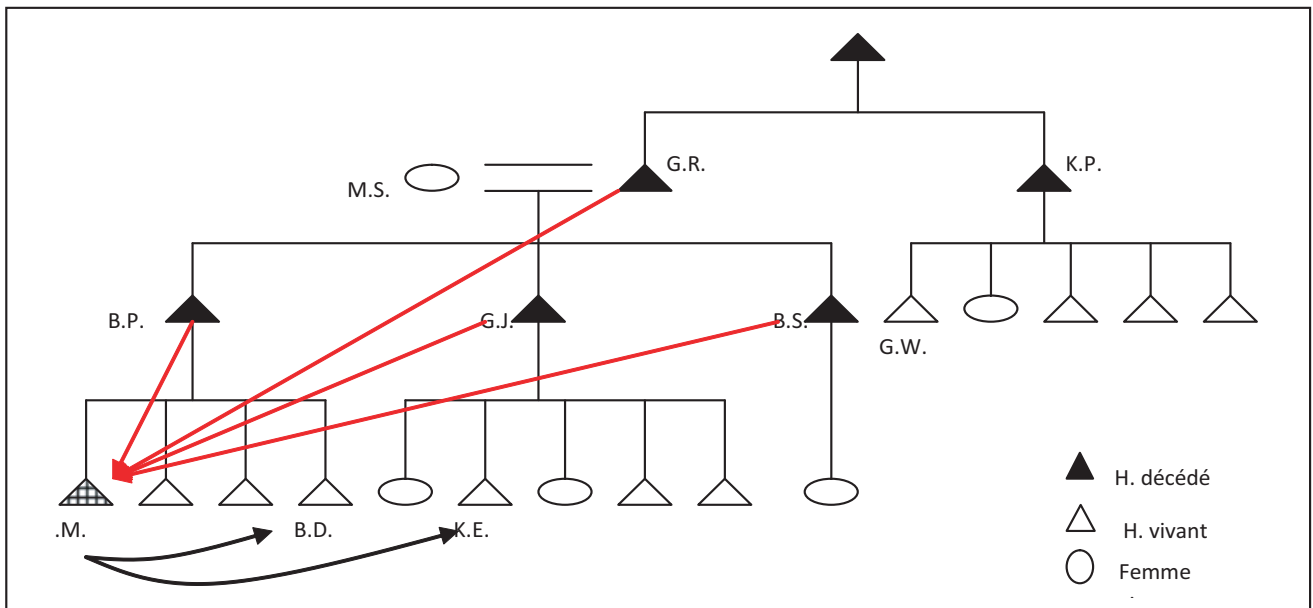 G.R.
K.P.
M.S.
B.P.
G.J.
B.S.
G.W.
.M.
B.D.
K.E.
H. décédé
H. vivant
Femme